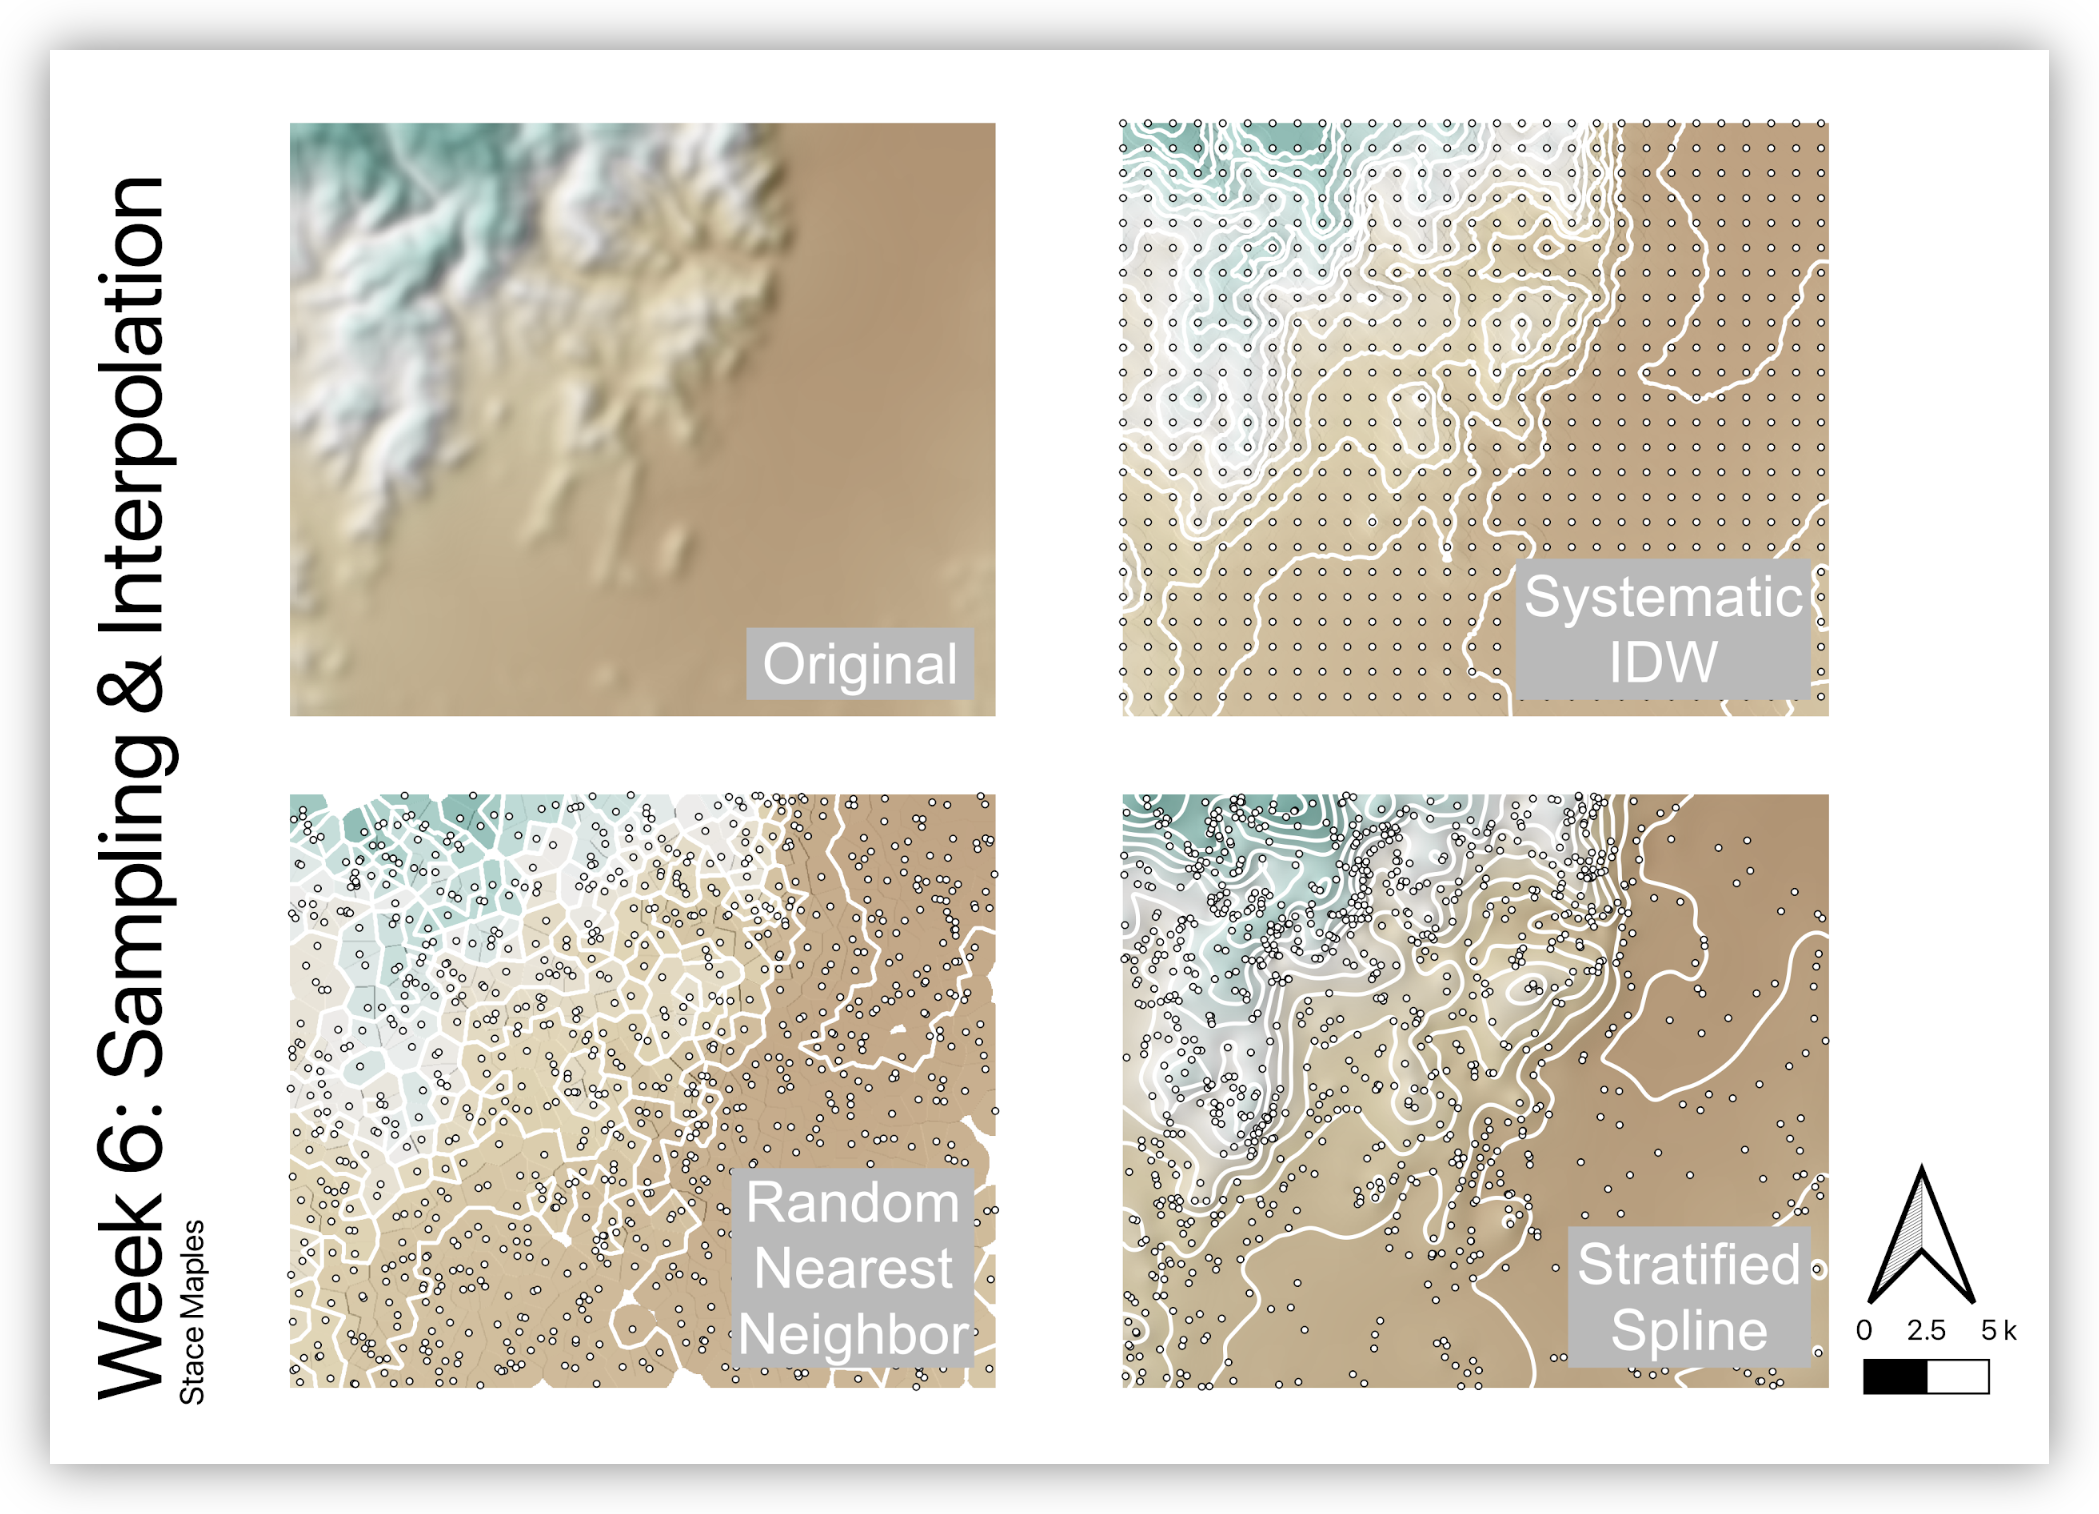 Week 6: Sampling & Interpolation
Stace Maples
Original
Systematic
IDW
Random
Nearest
Neighbor
Stratified
Spline
0 2.5 5 k